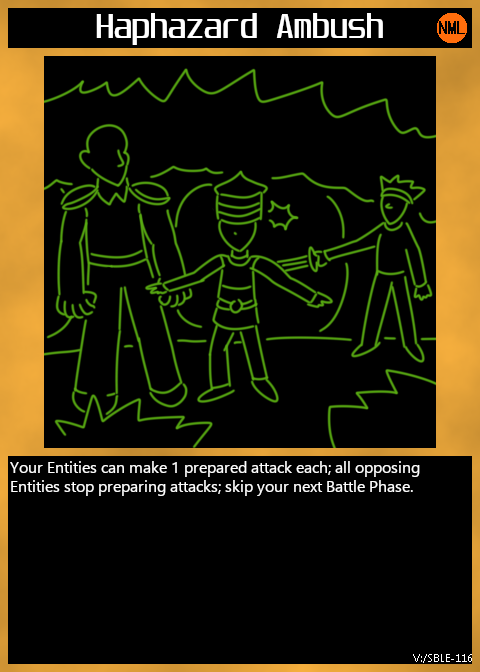 Haphazard Ambush
NML
Your Entities can make 1 prepared attack each; all opposing
Entities stop preparing attacks; skip your next Battle Phase.
V:/SBLE-116